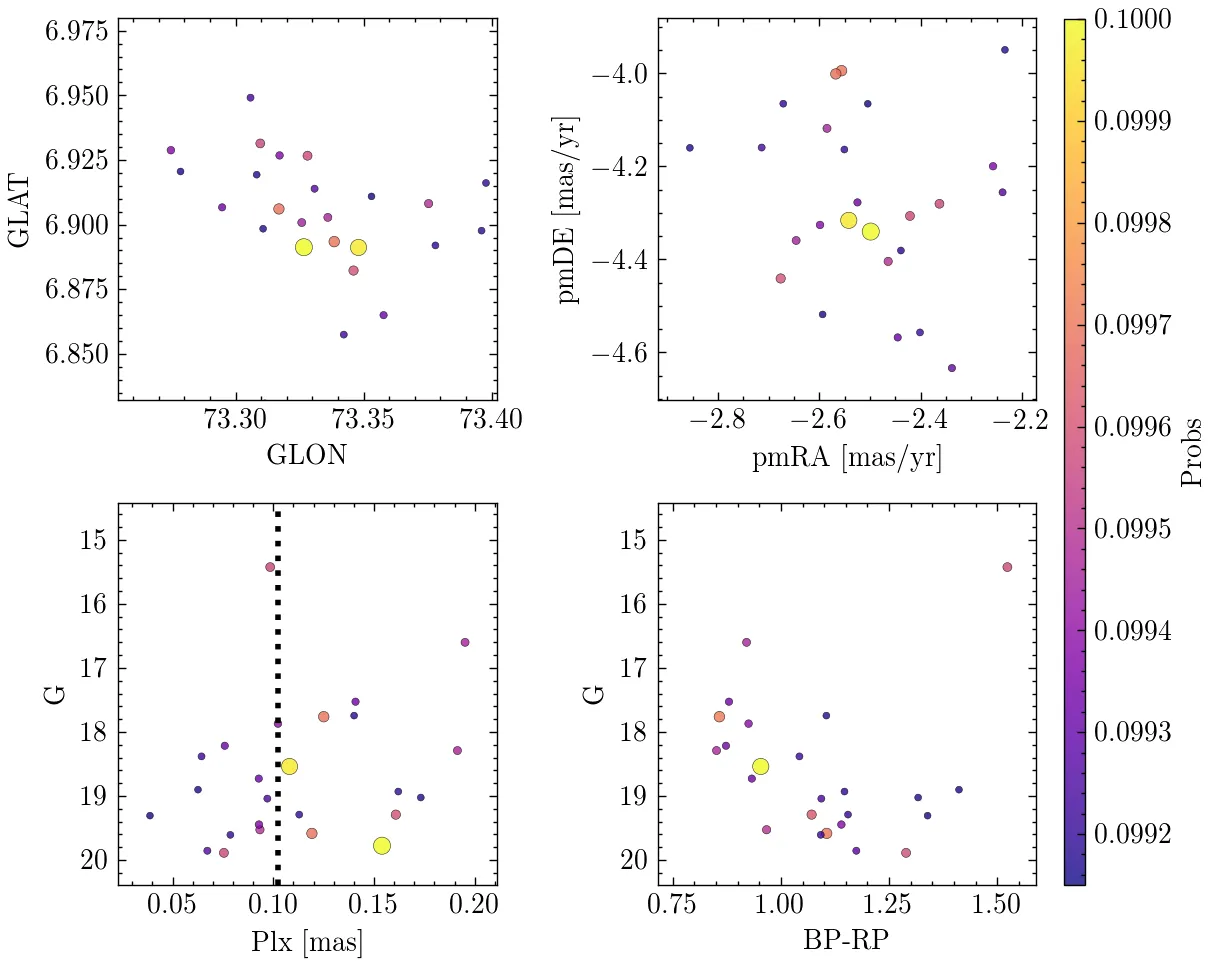 6.975
6.950
6.925
6.900
6.875
6.850
GLAT
73.30 73.35 73.40
GLON
−4.0
−4.2
−4.4
−4.6
pmDE [mas/yr]
−2.8 −2.6 −2.4 −2.2
pmRA [mas/yr]
15
16
17
18
19
20
G
0.05 0.10 0.15 0.20
Plx [mas]
15
16
17
18
19
20
G
0.75 1.00 1.25 1.50
BP-RP
0.1000
0.0999
0.0998
0.0997
0.0996
0.0995
0.0994
0.0993
0.0992
Probs